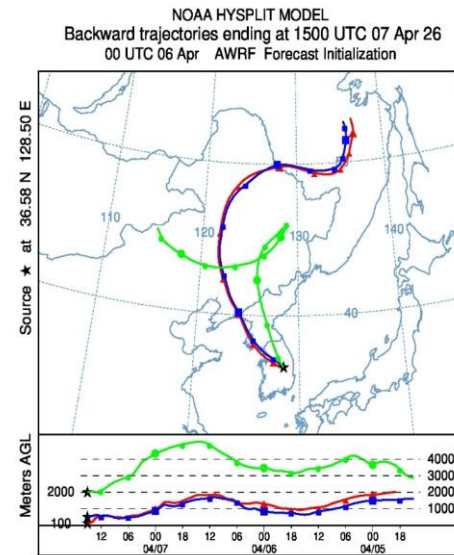 NOAA HYSPLIT MODEL
Backward trajectories ending at 1500 UTC 07 Apr 26
00 UTC 06 Apr AWRF Forecast Initialization
Source ★ at 36.58 N 128.50 E
110
120
130
140
40
Meters AGL
4000
3000
2000
2000
1000
100
12 06 00 18 12 06 00 18 12 06 00 18
04/07 04/06 04/05